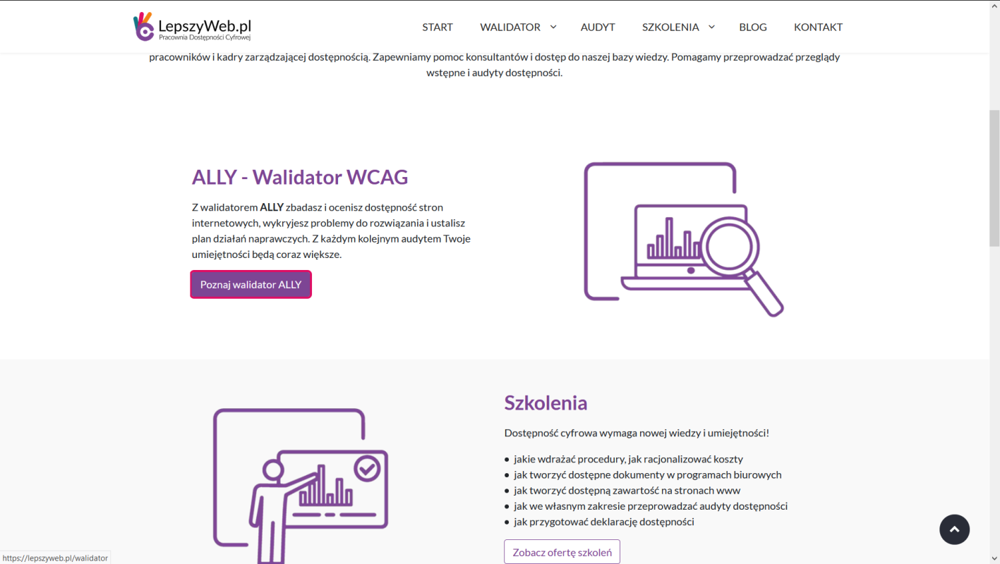 LepszyWeb.pl
Pracownia Dostępności Cyfrowej
START WALIDATOR AUDYT SZKOLENIA BLOG KONTAKT
pracowników i kadry zarządzającej dostępnością. Zapewniamy pomoc konsultantów i dostęp do naszej bazy wiedzy. Pomagamy przeprowadzać przeglądy
wstępne i audyty dostępności.
ALLY - Walidator WCAG
Z walidatorem ALLY zbadasz i ocenisz dostępność stron
internetowych, wykryjesz problemy do rozwiązania i ustalisz
plan działań naprawczych. Z każdym kolejnym audytem Twoje
umiejętności będą coraz większe.
Poznaj walidator ALLY
Szkolenia
Dostępność cyfrowa wymaga nowej wiedzy i umiejętności!
• jakie wdrażać procedury, jak racjonalizować koszty
• jak tworzyć dostępne dokumenty w programach biurowych
• jak tworzyć dostępną zawartość na stronach www
• jak we własnym zakresie przeprowadzać audyty dostępności
• jak przygotować deklarację dostępności
Zobacz ofertę szkoleń
https://lepszyweb.pl/walidator